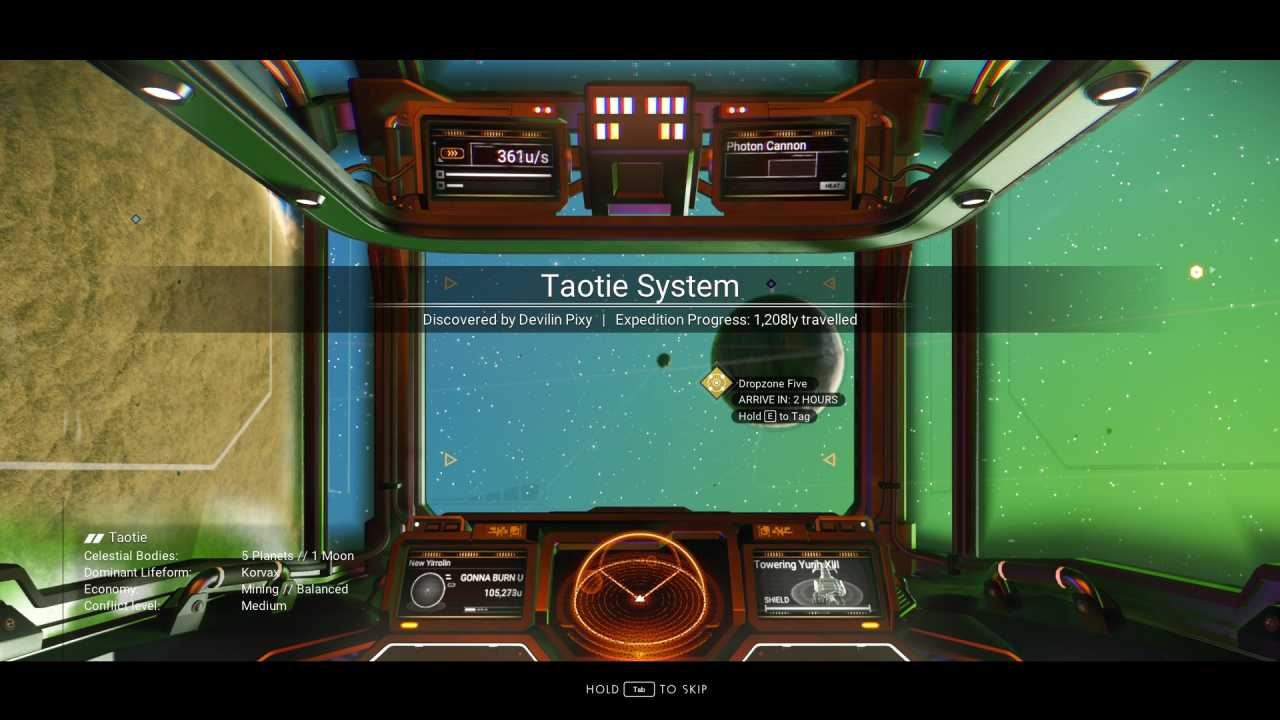 361u/s
Photon Cannon
HEAT
Taotie System
Discovered by Devilin Pixy | Expedition Progress: 1,208ly travelled
Dropzone Five
ARRIVE IN: 2 HOURS
Hold E to Tag
Taotie
Celestial Bodies: 5 Planets // 1 Moon
Dominant Lifeform: Korvax
Economy: Mining // Balanced
Conflict level: Medium
New Yirrolin
GONNA BURN U
105,273u
Towering Yunh XIII
SHIELD
HOLD Tab TO SKIP